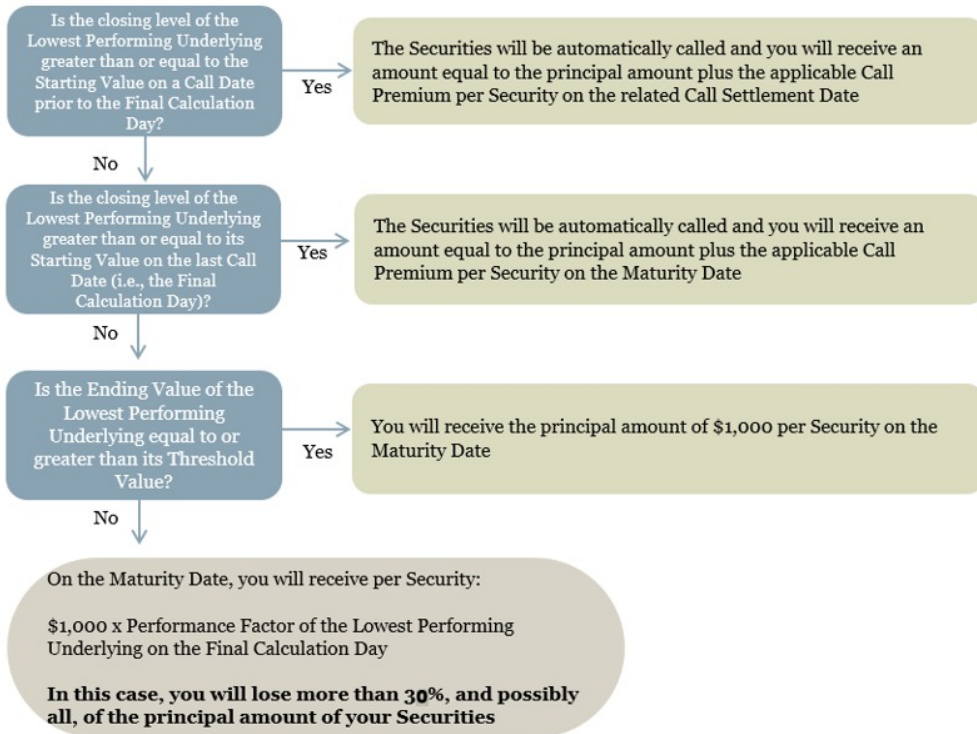 Is the closing level of the
Lowest Performing Underlying
greater than or equal to the
Starting Value on a Call Date
prior to the Final Calculation
Day?
Yes
The Securities will be automatically called and you will receive an
amount equal to the principal amount plus the applicable Call
Premium per Security on the related Call Settlement Date
No
Is the closing level of the
Lowest Performing Underlying
greater than or equal to its
Starting Value on the last Call
Date (i.e., the Final
Calculation Day)?
Yes
The Securities will be automatically called and you will receive an
amount equal to the principal amount plus the applicable Call
Premium per Security on the Maturity Date
No
Is the Ending Value of the
Lowest Performing
Underlying equal to or
greater than its Threshold
Value?
Yes
You will receive the principal amount of $1,000 per Security on the
Maturity Date
No
On the Maturity Date, you will receive per Security:
$1,000 x Performance Factor of the Lowest Performing
Underlying on the Final Calculation Day
In this case, you will lose more than 30%, and possibly
all, of the principal amount of your Securities